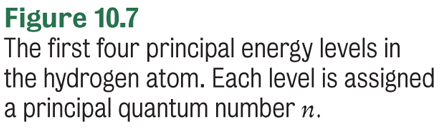 Figure 10.7
The first four principal energy levels in
the hydrogen atom. Each level is assigned
a principal quantum number n.